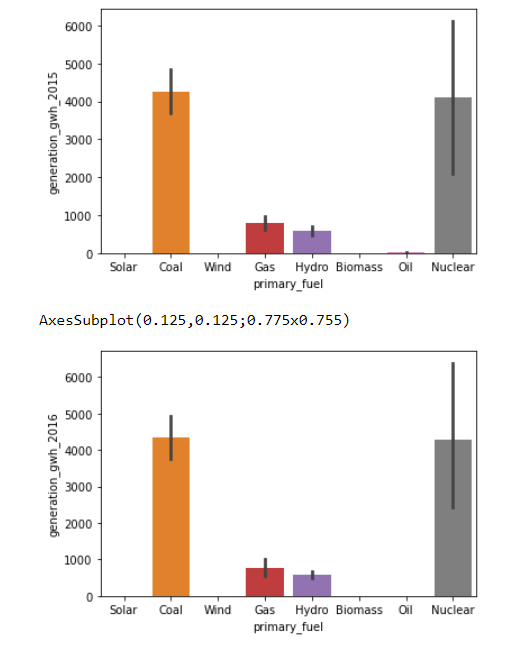 6000
5000
4000
3000
2000
1000
0
generation_gwh_2015
Solar Coal Wind Gas Hydro Biomass Oil Nuclear
primary_fuel
AxesSubplot(0.125,0.125;0.775x0.755)
6000
5000
4000
3000
2000
1000
0
generation_gwh_2016
Solar Coal Wind Gas Hydro Biomass Oil Nuclear
primary_fuel